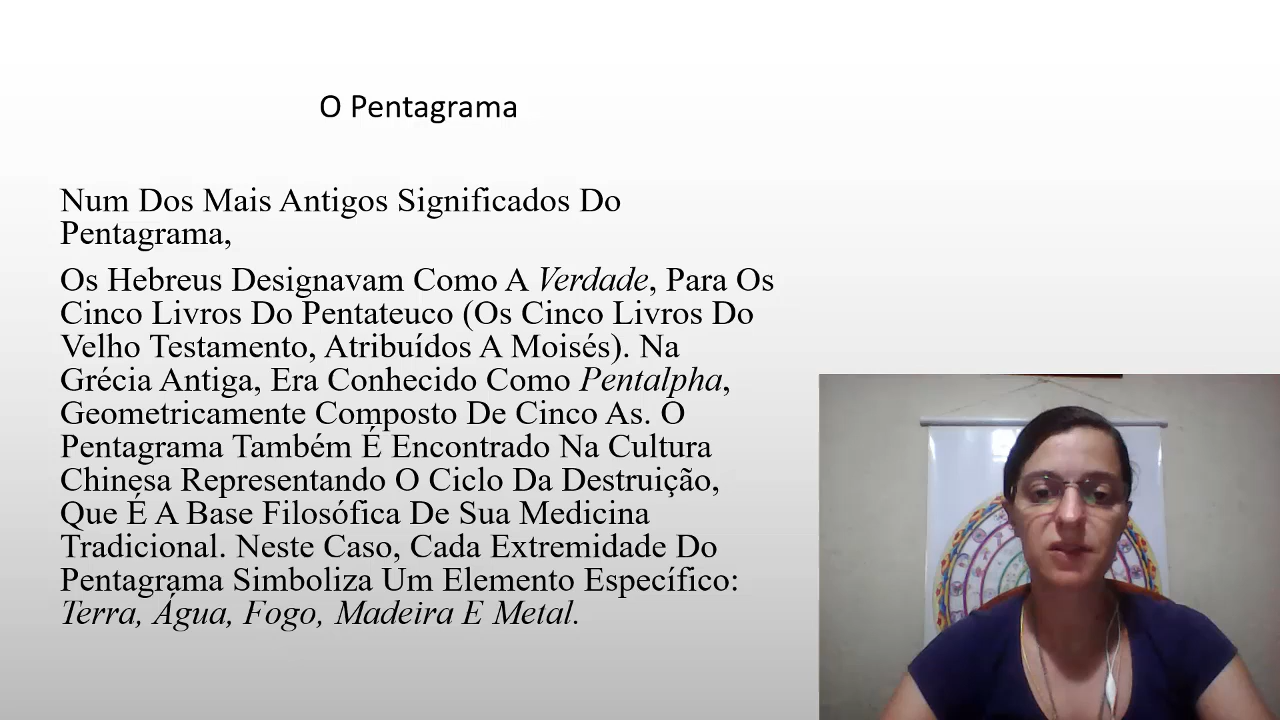 O Pentagrama
Num Dos Mais Antigos Significados Do
Pentagrama,
Os Hebreus Designavam Como A Verdade, Para Os
Cinco Livros Do Pentateuco (Os Cinco Livros Do
Velho Testamento, Atribuídos A Moisés). Na
Grécia Antiga, Era Conhecido Como Pentalpha,
Geometricamente Composto De Cinco As. O
Pentagrama Também É Encontrado Na Cultura
Chinesa Representando O Ciclo Da Destruição,
Que É A Base Filosófica De Sua Medicina
Tradicional. Neste Caso, Cada Extremidade Do
Pentagrama Simboliza Um Elemento Específico:
Terra, Água, Fogo, Madeira E Metal.